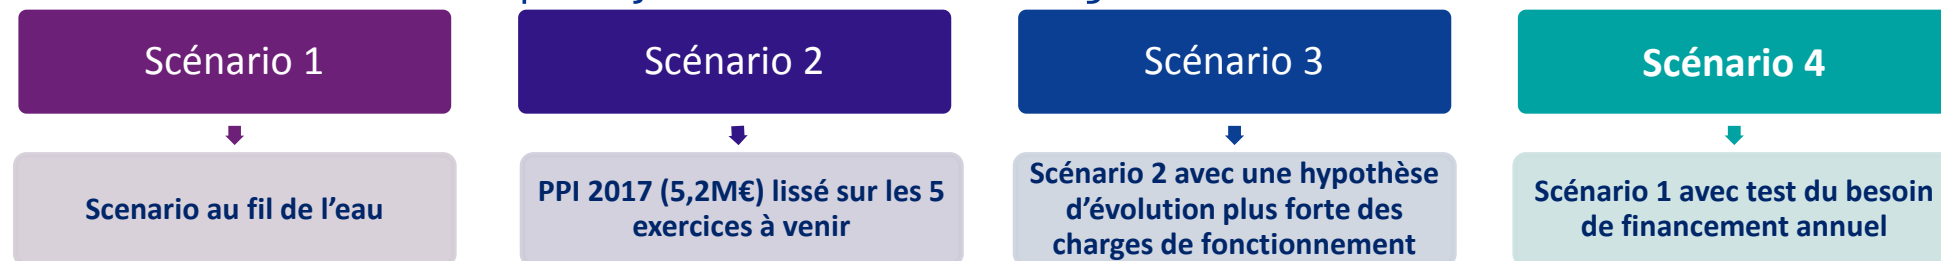 Scénario 1
Scénario 2
Scénario 3
Scénario 4
Scenario au fil de l'eau
PPI 2017 (5,2M€) lissé sur les 5
exercices à venir
Scénario 2 avec une hypothèse
d'évolution plus forte des
charges de fonctionnement
Scénario 1 avec test du besoin
de financement annuel